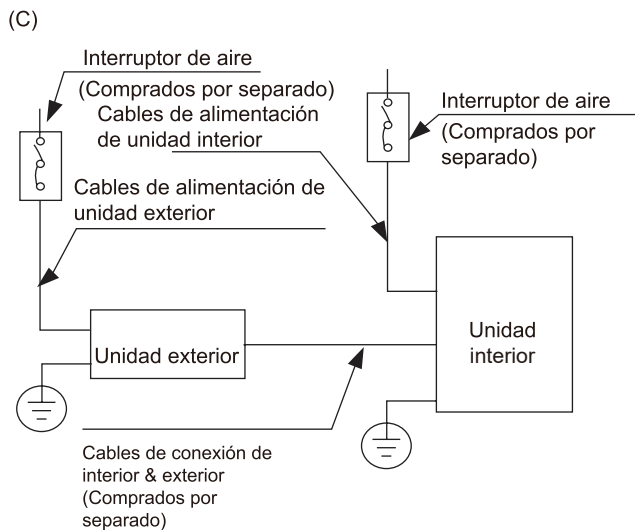 (C)
Interruptor de aire
(Comprados por separado)
Cables de alimentación
de unidad interior
Interruptor de aire
(Comprados por
separado)
Cables de alimentación de
unidad exterior
Unidad exterior
Unidad
interior
Cables de conexión de
interior & exterior
(Comprados por
separado)